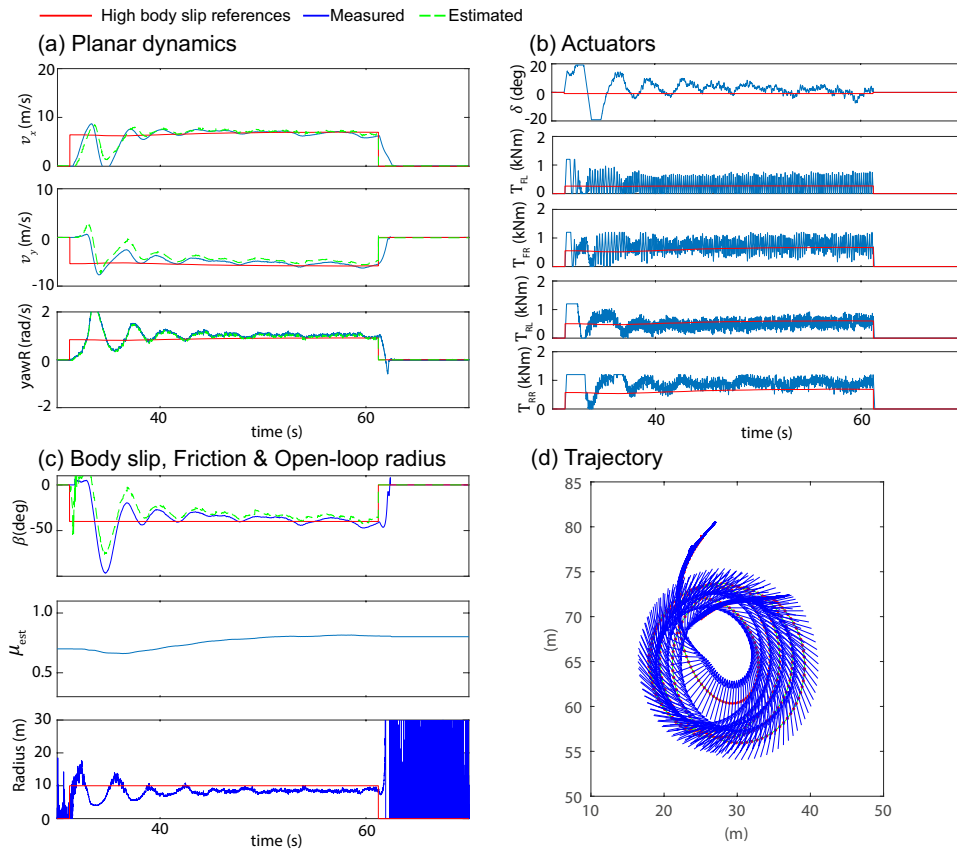 High body slip references Measured Estimated
(a) Planar dynamics
20
10
0
v_x (m/s)
10
0
-10
v_y (m/s)
2
0
-2
yawR (rad/s)
40 60
time (s)
(b) Actuators
20
0
-20
δ (deg)
2
1
0
T_FL (kNm)
40 60
2
1
0
T_FR (kNm)
2
1
0
T_RL (kNm)
2
1
0
T_RR (kNm)
40 60
time (s)
(c) Body slip, Friction & Open-loop radius
0
-50
β(deg)
1.0
0.5
μ_est
30
20
10
0
Radius (m)
40 60
time (s)
(d) Trajectory
85
80
75
70
65
60
55
50
(m)
10 20 30 40 50
(m)